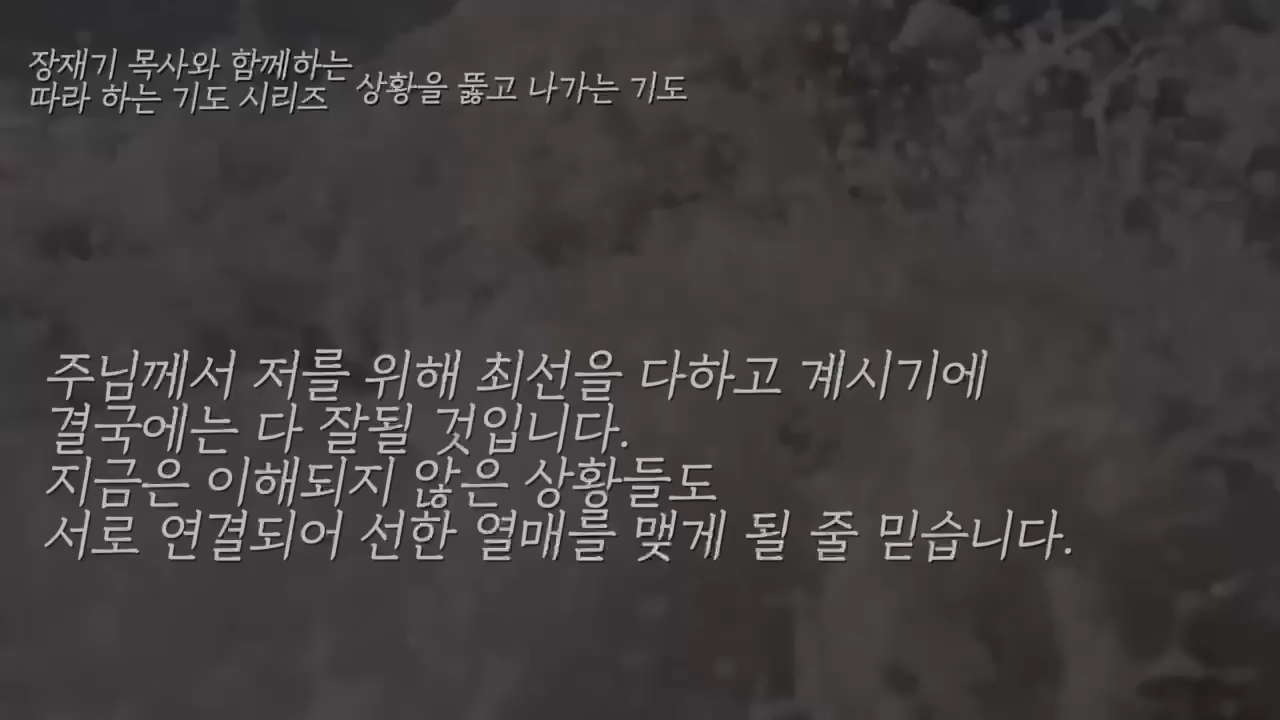 장재기 목사와 함께하는
따라 하는 기도 시리즈
상황을 뚫고 나가는 기도
주님께서 저를 위해 최선을 다하고 계시기에
결국에는 다 잘될 것입니다.
지금은 이해되지 않은 상황들도
서로 연결되어 선한 열매를 맺게 될 줄 믿습니다.